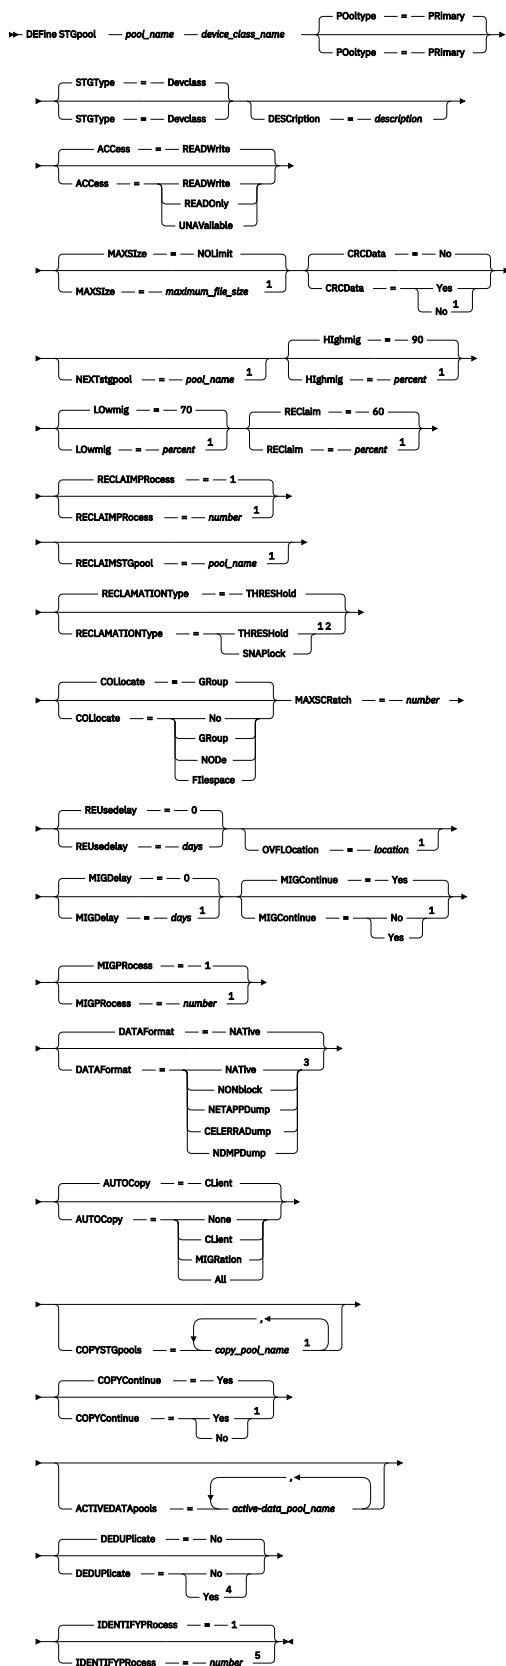 POoltype = PRimary
DEFine STGpool pool_name device_class_name
POoltype = PRimary
STGType = Devclass
STGType = Devclass
DESCription = description
ACCess = READWrite
ACCess = READWrite
READOnly
UNAVailable
MAXSIze = NOLimit
MAXSIze = maximum_file_size 1
CRCData = No
CRCData = Yes
No 1
NEXTstgpool = pool_name 1
HIghmig = 90
HIghmig = percent 1
LOwmig = 70
LOwmig = percent 1
REClaim = 60
REClaim = percent 1
RECLAIMPRocess = 1
RECLAIMPRocess = number 1
RECLAIMSTGpool = pool_name 1
RECLAMATIONType = THRESHold
RECLAMATIONType = THRESHold 1 2
SNAPlock
COLlocate = GRoup
COLlocate = No
GRoup
NODe
FIlespace
MAXSCRatch = number
REUsedelay = 0
REUsedelay = days
OVFLOcation = location 1
MIGDelay = 0
MIGDelay = days 1
MIGContinue = Yes
MIGContinue = No 1
Yes
MIGPRocess = 1
MIGPRocess = number 1
DATAFormat = NATive
DATAFormat = NATive 3
NONblock
NETAPPDump
CELERRADump
NDMPDump
AUTOCopy = CLient
AUTOCopy = None
CLient
MIGRation
All
,
COPYSTGpools = copy_pool_name 1
COPYContinue = Yes
COPYContinue = Yes 1
No
,
ACTIVEDATApools = active-data_pool_name
DEDUPlicate = No
DEDUPlicate = No
Yes 4
IDENTIFYPRocess = 1
IDENTIFYPRocess = number 5